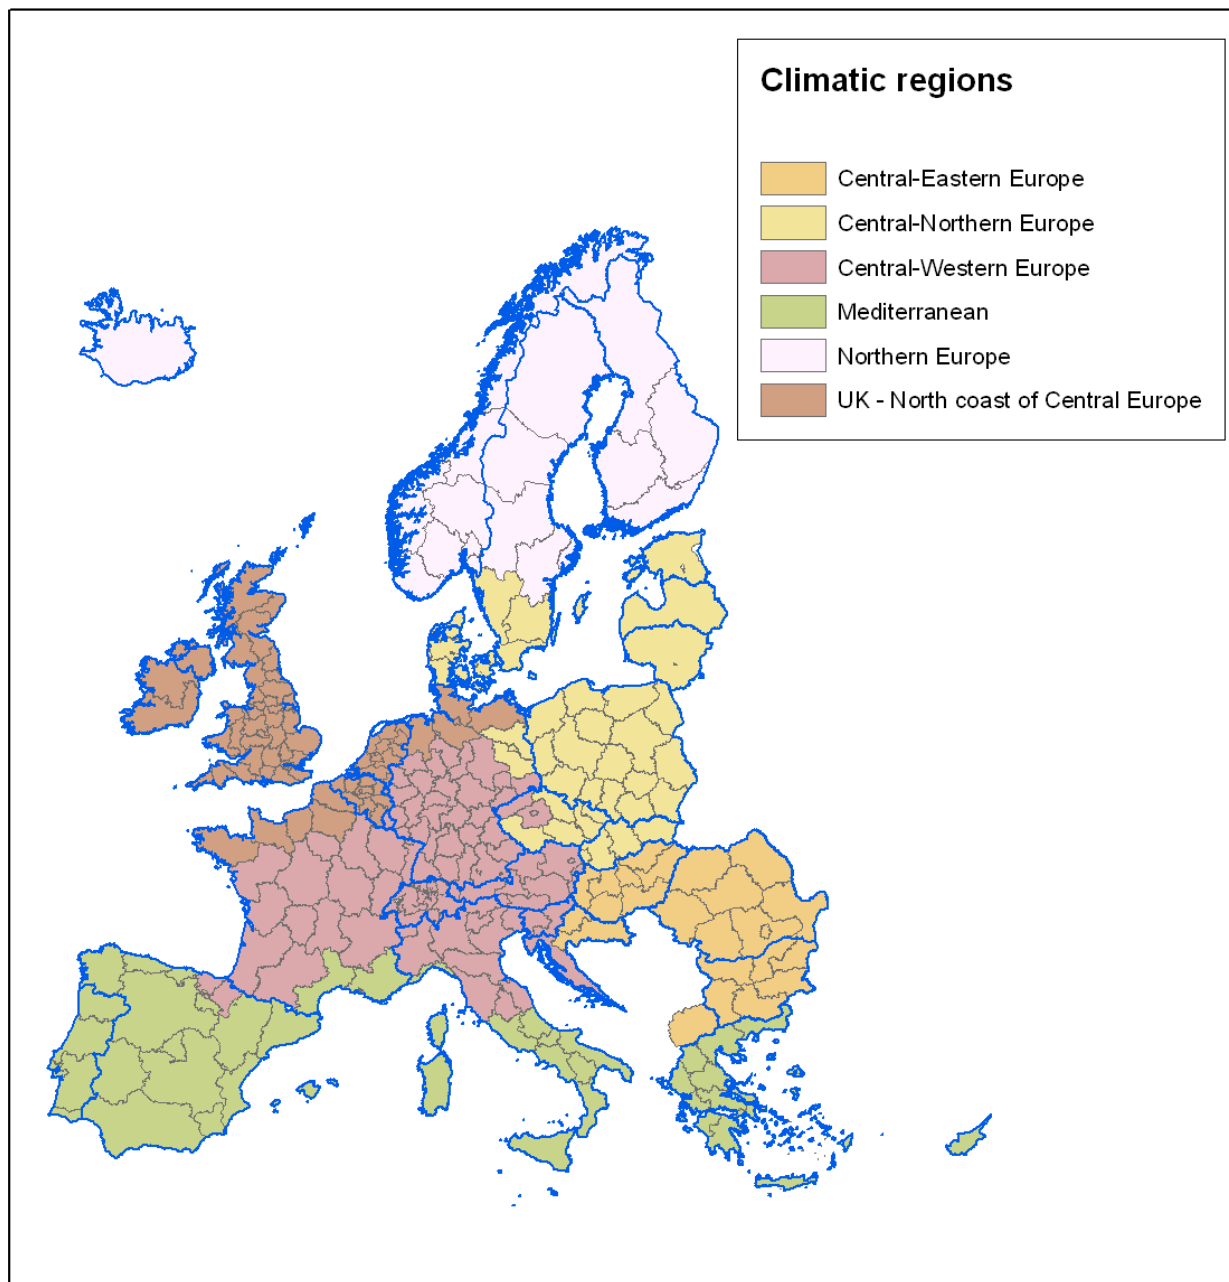 Climatic regions
Central-Eastern Europe
Central-Northern Europe
Central-Western Europe
Mediterranean
Northern Europe
UK - North coast of Central Europe